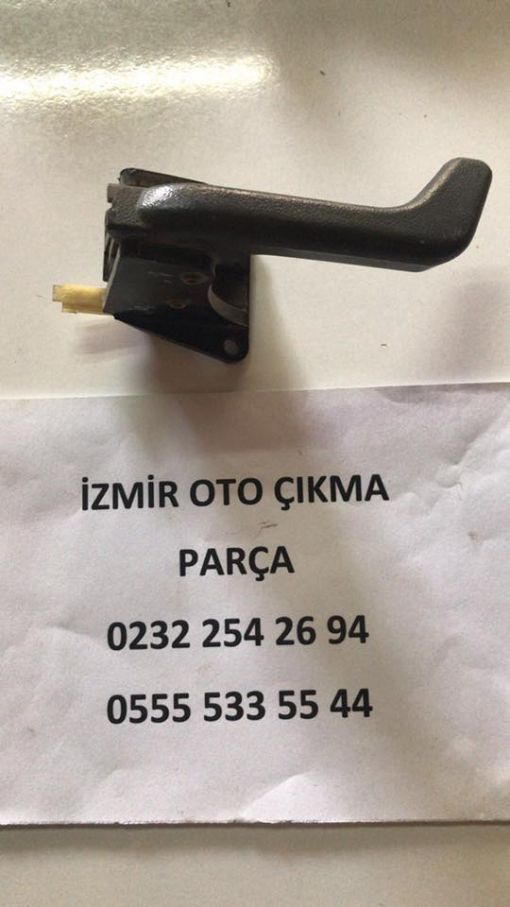 İZMİR OTO ÇIKMA
PARÇA
0232 254 26 94
0555 533 55 44